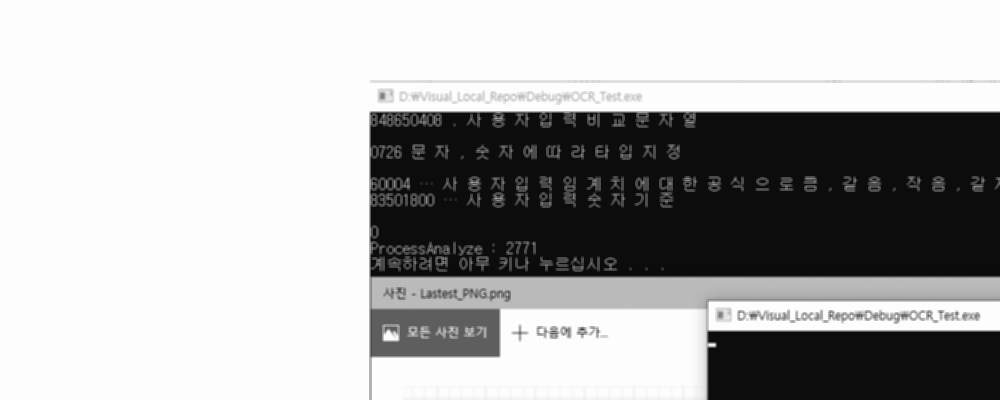 D:₩Visual_Local_Repo₩Debug₩OCR_Test.exe
848650408 . 사 용 자 입 력 비 교 문 자 열
0726 문 자 , 숫 자 에 따 라 타 입 지 정
60004 … 사 용 자 입 력 임 계 치 에 대 한 공 식 으 로 큼 , 같 음 , 작 음 , 같
83501800 … 사 용 자 입 력 숫 자 기 준
0
ProcessAnalyze : 2771
계속하려면 아무 키나 누르십시오 . . .
사진 - Lastest_PNG.png
모든 사진 보기
다음에 추가...
D:₩Visual_Local_Repo₩Debug₩OCR_Test.exe